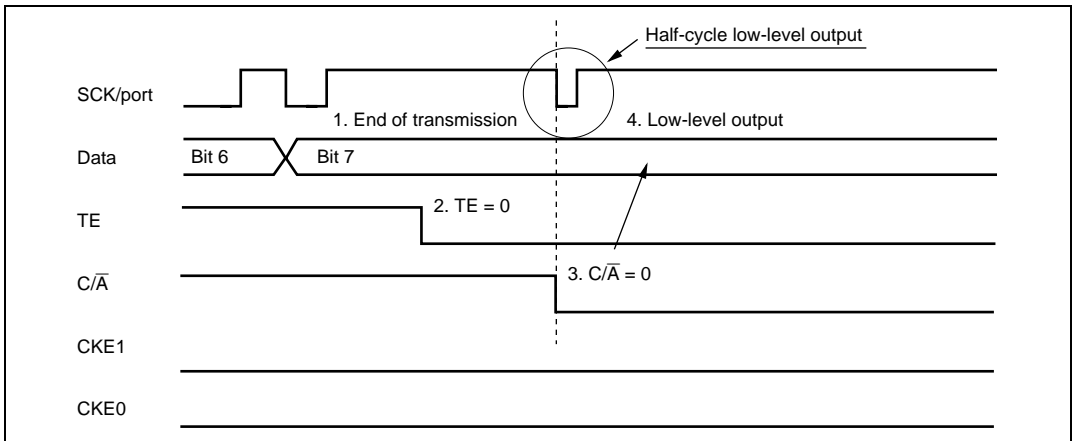 Half-cycle low-level output
SCK/port
1. End of transmission
4. Low-level output
Data
Bit 6
Bit 7
TE
2. TE = 0
C/A̅
3. C/A̅ = 0
CKE1
CKE0